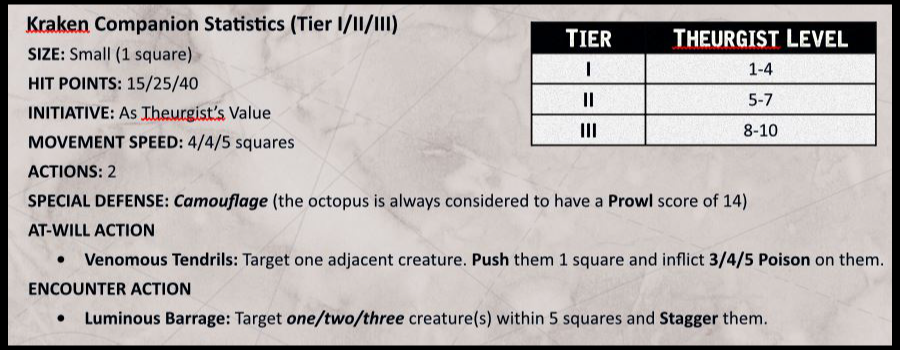 Kraken Companion Statistics (Tier I/II/III)
SIZE: Small (1 square)
HIT POINTS: 15/25/40
INITIATIVE: As Theurgist's Value
MOVEMENT SPEED: 4/4/5 squares
ACTIONS: 2
TIER THEURGIST LEVEL
I 1-4
II 5-7
III 8-10
SPECIAL DEFENSE: Camouflage (the octopus is always considered to have a Prowl score of 14)
AT-WILL ACTION
• Venomous Tendrils: Target one adjacent creature. Push them 1 square and inflict 3/4/5 Poison on them.
ENCOUNTER ACTION
• Luminous Barrage: Target one/two/three creature(s) within 5 squares and Stagger them.